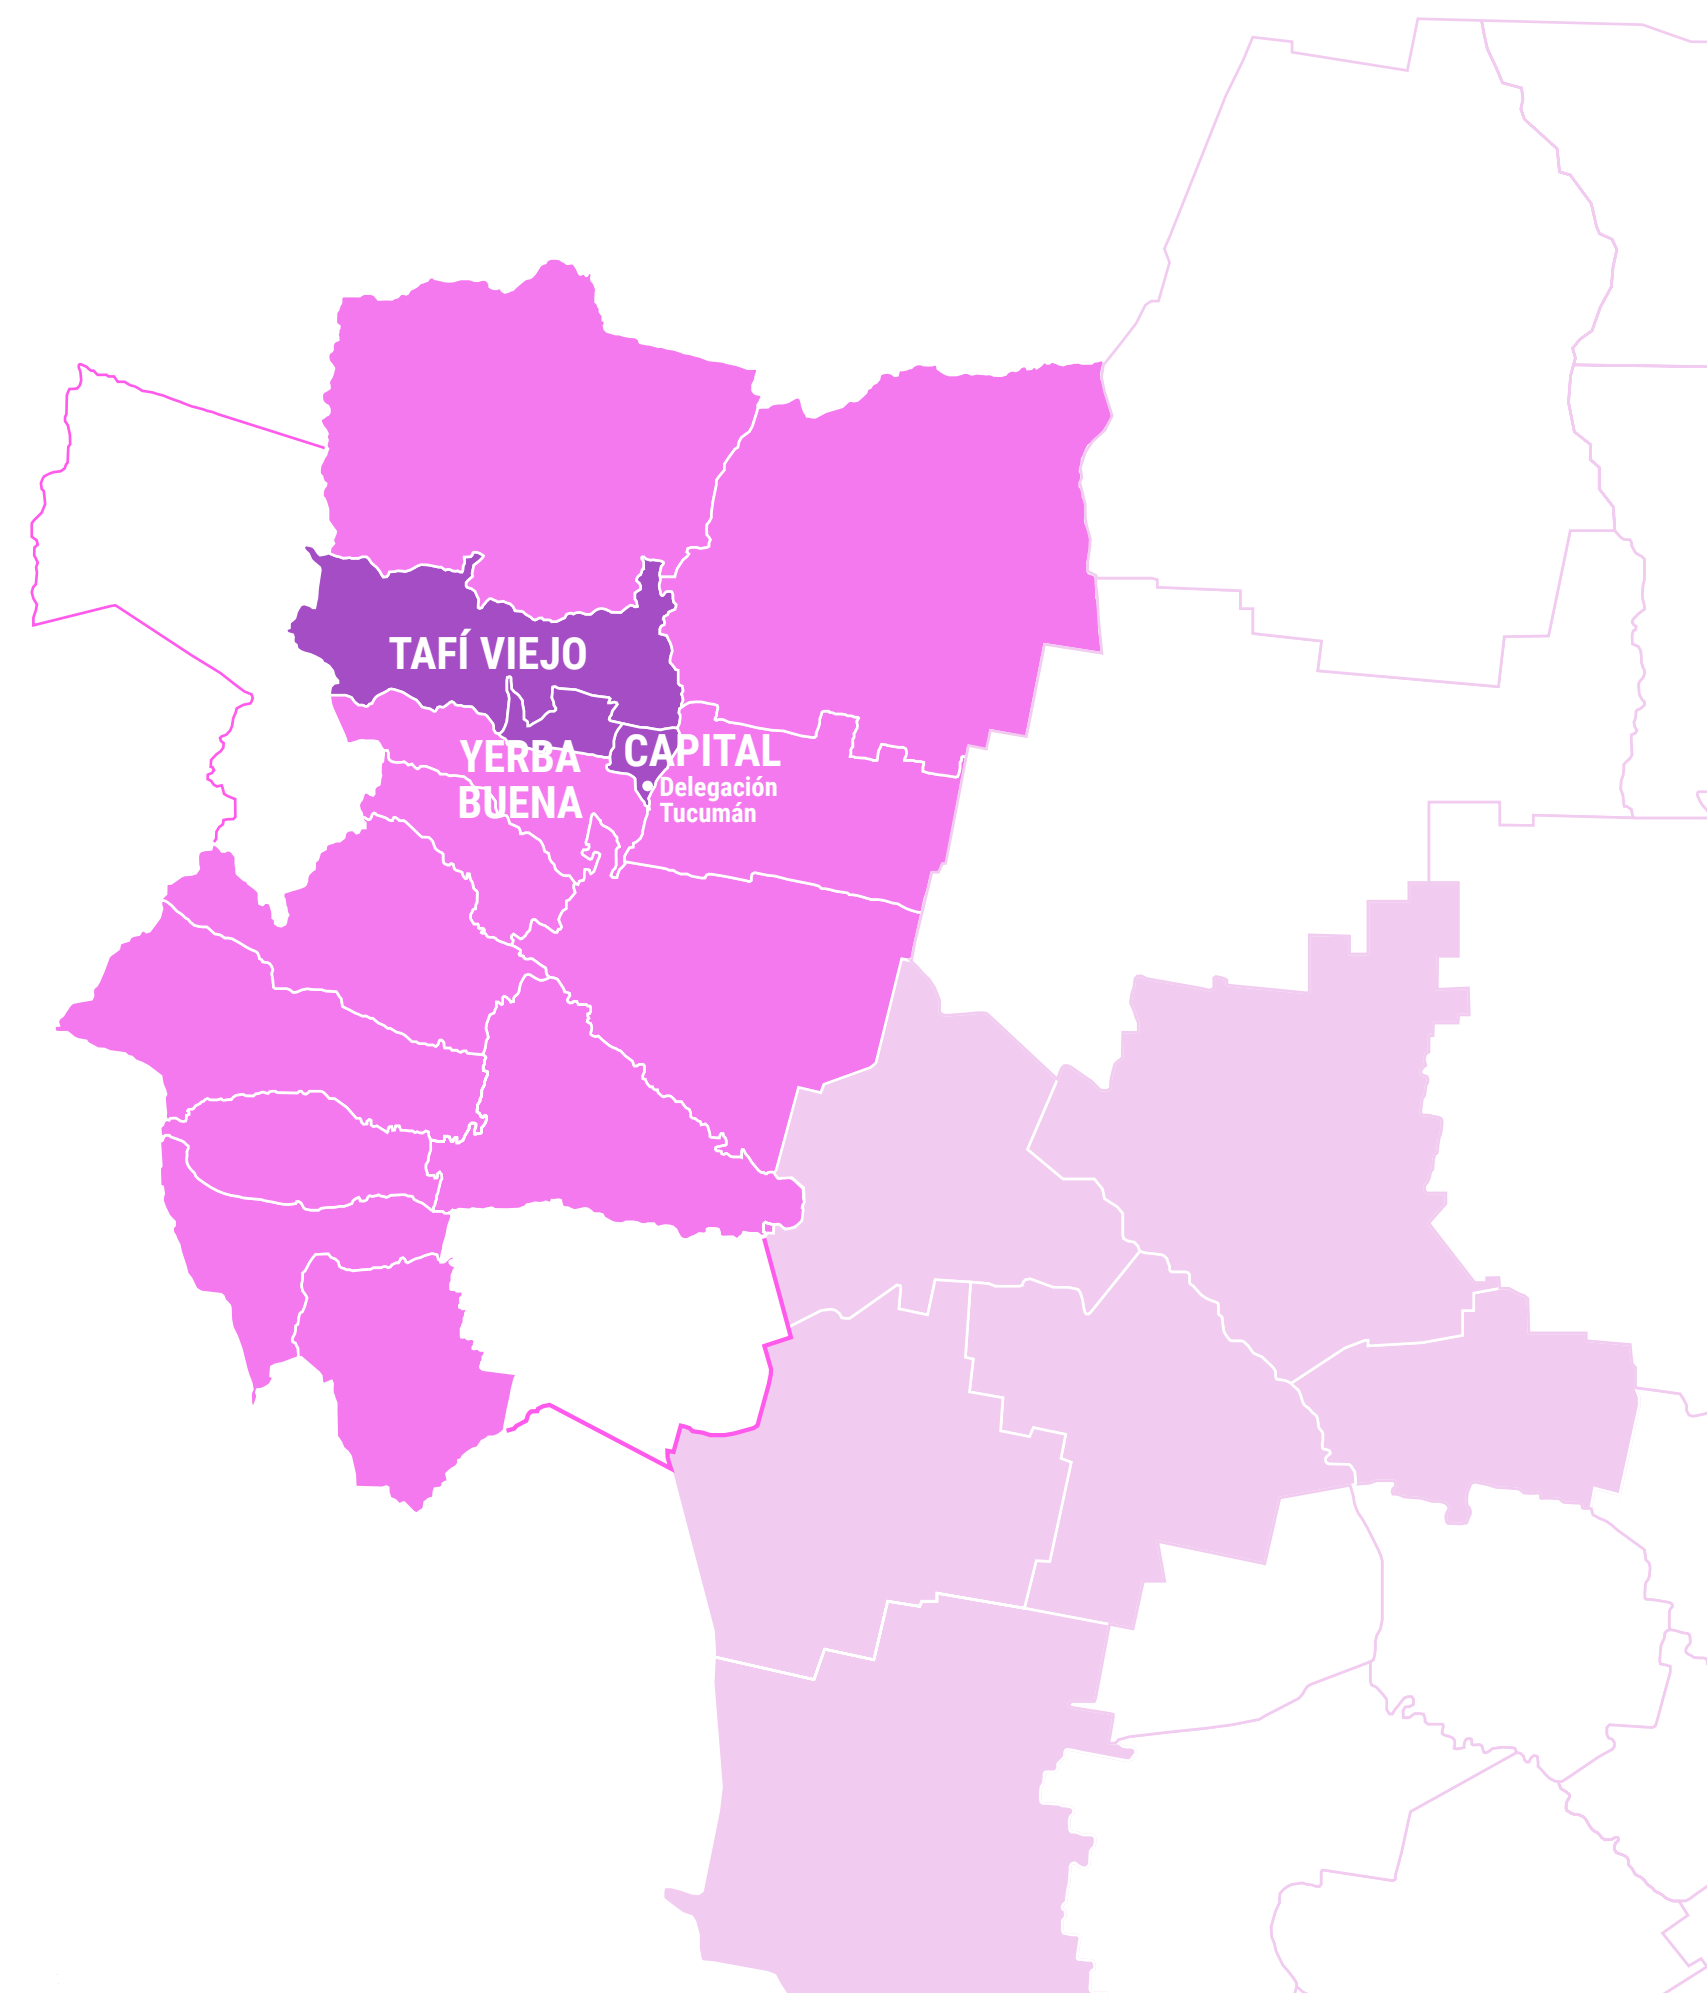 TAFÍ VIEJO
YERBA
BUENA
CAPITAL
Delegación
Tucumán